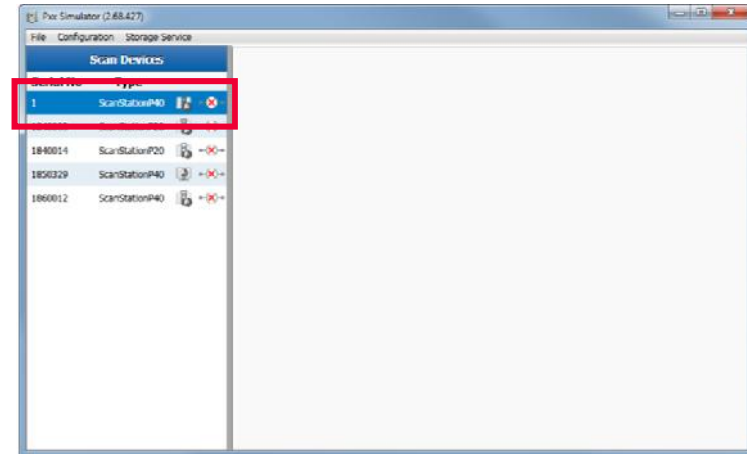 Pxx Simulator (2.68.427)
File Configuration Storage Service
Scan Devices
Type
1 ScanStationP40
1840014 ScanStationP20
1850329 ScanStationP40
1860012 ScanStationP40